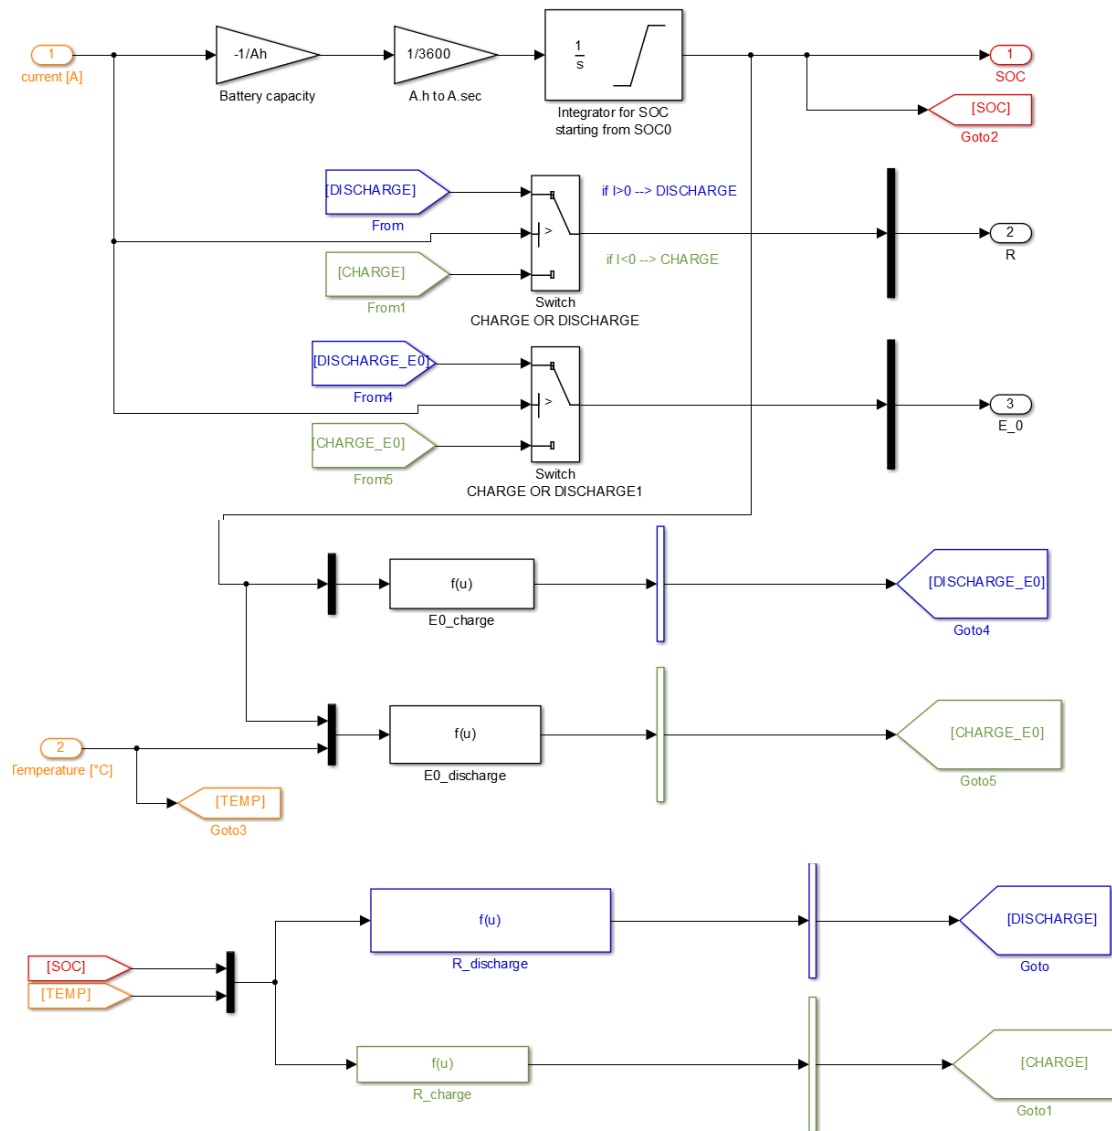 1
current [A]
-1/Ah
Battery capacity
1/3600
A.h to A.sec
1
s
Integrator for SOC
starting from SOC0
1
SOC
[SOC]
Goto2
[DISCHARGE]
From
if I>0 --> DISCHARGE
>
2
R
[CHARGE]
From1
if I<0 --> CHARGE
Switch
CHARGE OR DISCHARGE
[DISCHARGE_E0]
From4
>
3
E_0
[CHARGE_E0]
From5
Switch
CHARGE OR DISCHARGE1
f(u)
E0_charge
[DISCHARGE_E0]
Goto4
2
Temperature [°C]
f(u)
E0_discharge
[CHARGE_E0]
Goto5
[TEMP]
Goto3
f(u)
R_discharge
[DISCHARGE]
Goto
[SOC]
[TEMP]
f(u)
R_charge
[CHARGE]
Goto1